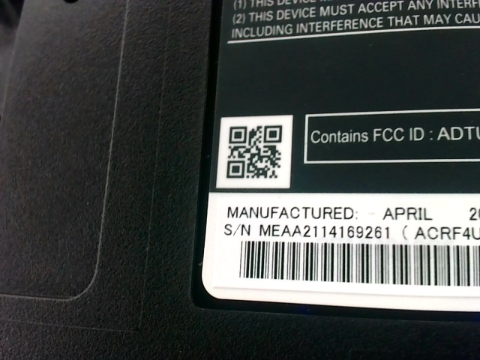 (1) THIS DEVICE
(2) THIS DEVICE MUST ACCEPT ANY INTERF
INCLUDING INTERFERENCE THAT MAY CAU
Contains FCC ID : ADTU
MANUFACTURED: - APRIL 20
S/N MEAA2114169261 ( ACRF4U